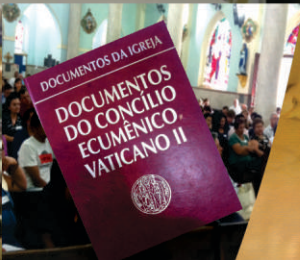 DOCUMENTOS DA IGREJA
DOCUMENTOS
DO CONCÍLIO
ECUMÊNICO
VATICANO II